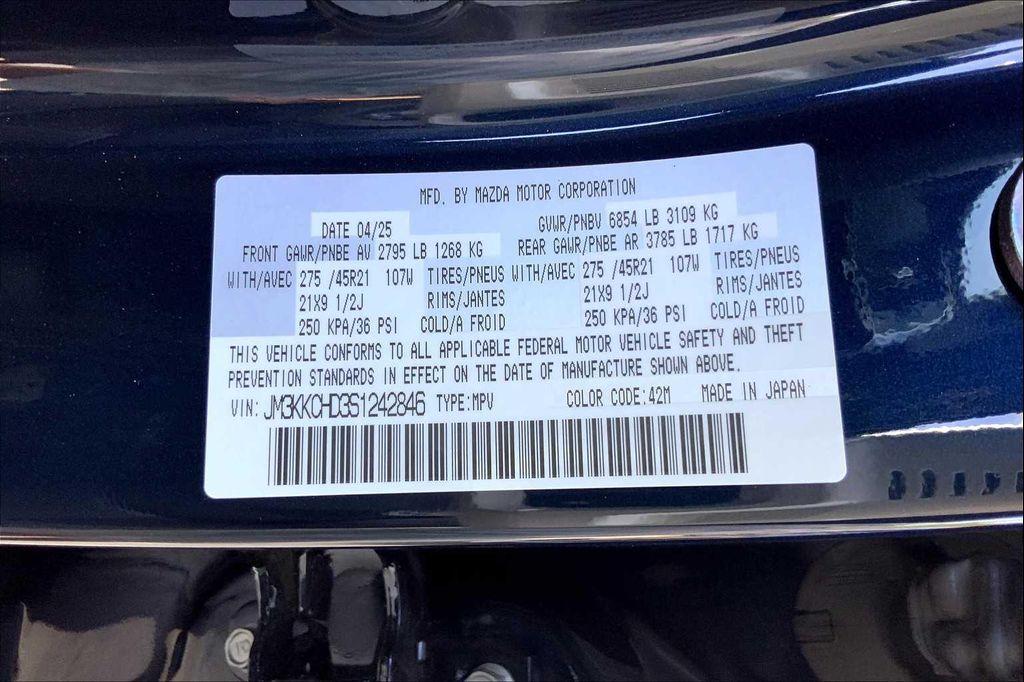 MFD. BY MAZDA MOTOR CORPORATION
DATE 04/25 GVWR/PNBV 6854 LB 3109 KG
FRONT GAWR/PNBE AV 2795 LB 1268 KG REAR GAWR/PNBE AR 3785 LB 1717 KG
WITH/AVEC 275 /45R21 107W TIRES/PNEUS WITH/AVEC 275 /45R21 107W TIRES/PNEUS
21X9 1/2J RIMS/JANTES 21X9 1/2J RIMS/JANTES
250 KPA/36 PSI COLD/A FROID 250 KPA/36 PSI COLD/A FROID
THIS VEHICLE CONFORMS TO ALL APPLICABLE FEDERAL MOTOR VEHICLE SAFETY AND THEFT
PREVENTION STANDARDS IN EFFECT ON THE DATE OF MANUFACTURE SHOWN ABOVE.
VIN: JM3KKCHD3S1242846 TYPE:MPV COLOR CODE:42M MADE IN JAPAN